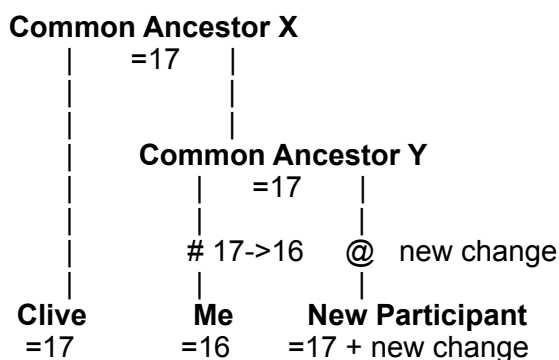 Common Ancestor X
| =17 |
| |
| |
| Common Ancestor Y
| | =17 |
| | |
| # 17->16 @ new change
| | |
Clive Me New Participant
=17 =16 =17 + new change